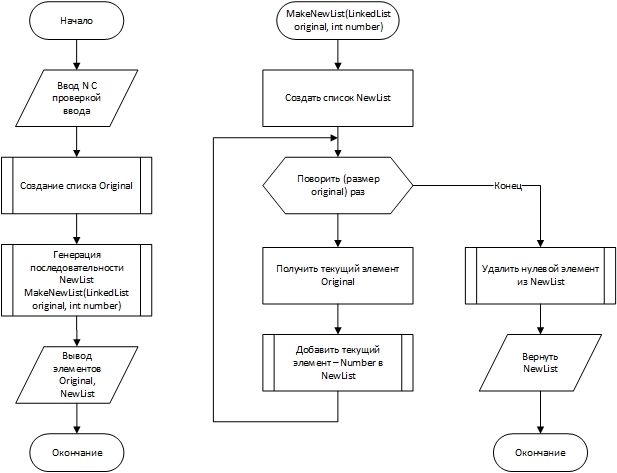 Начало
Ввод N С
проверкой
ввода
Создание списка Original
Генерация
последовательности
NewList
MakeNewList(LinkedList
original, int number)
Вывод
элементов
Original,
NewList
Окончание
MakeNewList(LinkedList
original, int number)
Создать список NewList
Поворить (размер
original) раз
Конец
Получить текущий элемент
Original
Добавить текущий
элемент – Number в
NewList
Удалить нулевой элемент
из NewList
Вернуть
NewList
Окончание